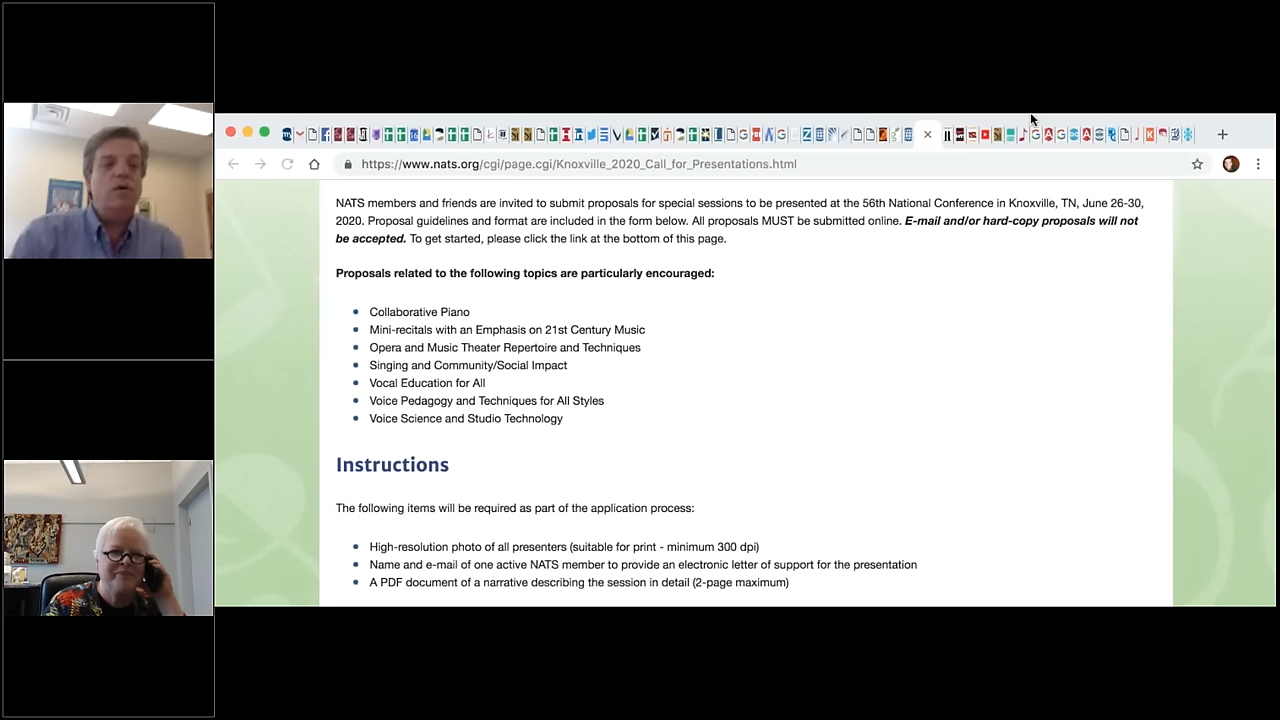 https://www.nats.org/cgi/page.cgi/Knoxville_2020_Call_for_Presentations.html
NATS members and friends are invited to submit proposals for special sessions to be presented at the 56th National Conference in Knoxville, TN, June 26-30,
2020. Proposal guidelines and format are included in the form below. All proposals MUST be submitted online. E-mail and/or hard-copy proposals will not
be accepted. To get started, please click the link at the bottom of this page.
Proposals related to the following topics are particularly encouraged:
Collaborative Piano
Mini-recitals with an Emphasis on 21st Century Music
Opera and Music Theater Repertoire and Techniques
Singing and Community/Social Impact
Vocal Education for All
Voice Pedagogy and Techniques for All Styles
Voice Science and Studio Technology
Instructions
The following items will be required as part of the application process:
High-resolution photo of all presenters (suitable for print - minimum 300 dpi)
Name and e-mail of one active NATS member to provide an electronic letter of support for the presentation
A PDF document of a narrative describing the session in detail (2-page maximum)